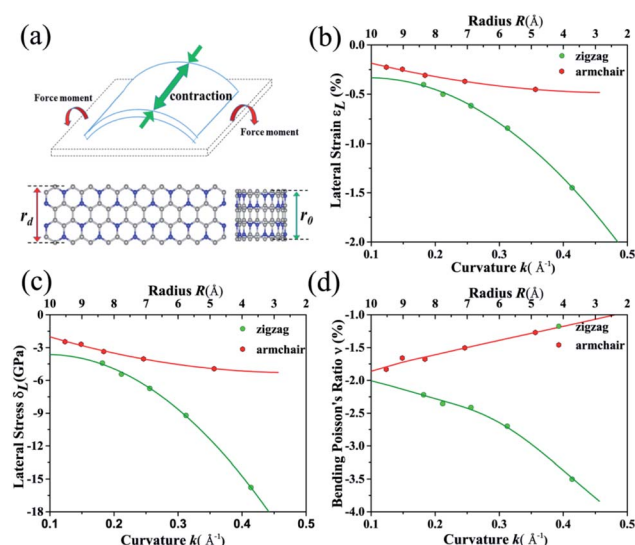 (a)
contraction
Force moment
Force moment
r_d
r_0
(b)
Radius R(Å)
10 9 8 7 6 5 4 3 2
zigzag
armchair
Lateral Strain ε_L (%)
0.0
-0.5
-1.0
-1.5
-2.0
0.1 0.2 0.3 0.4 0.5
Curvature k( Å⁻¹)
(c)
Radius R(Å)
10 9 8 7 6 5 4 3 2
zigzag
armchair
Lateral Stress δ_L(GPa)
0
-3
-6
-9
-12
-15
-18
0.1 0.2 0.3 0.4 0.5
Curvature k( Å⁻¹)
(d)
Radius R(Å)
10 9 8 7 6 5 4 3 2
zigzag
armchair
Bending Poisson's Ratio ν (%)
-1.0
-1.5
-2.0
-2.5
-3.0
-3.5
-4.0
0.1 0.2 0.3 0.4 0.5
Curvature k( Å⁻¹)